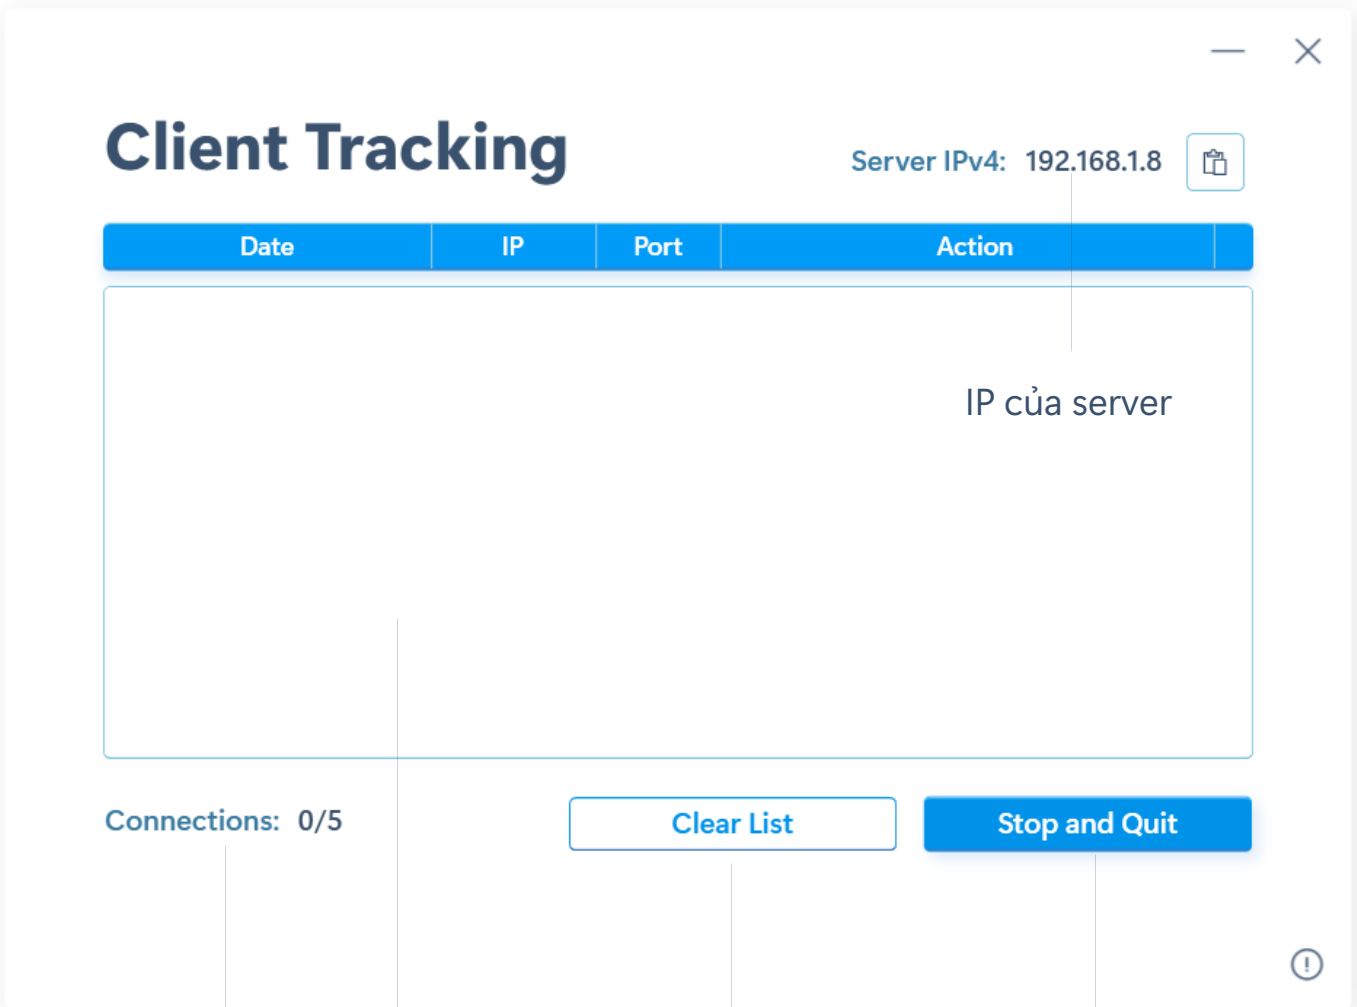 Client Tracking
Server IPv4: 192.168.1.8
Date IP Port Action
IP của server
Connections: 0/5
Clear List
Stop and Quit